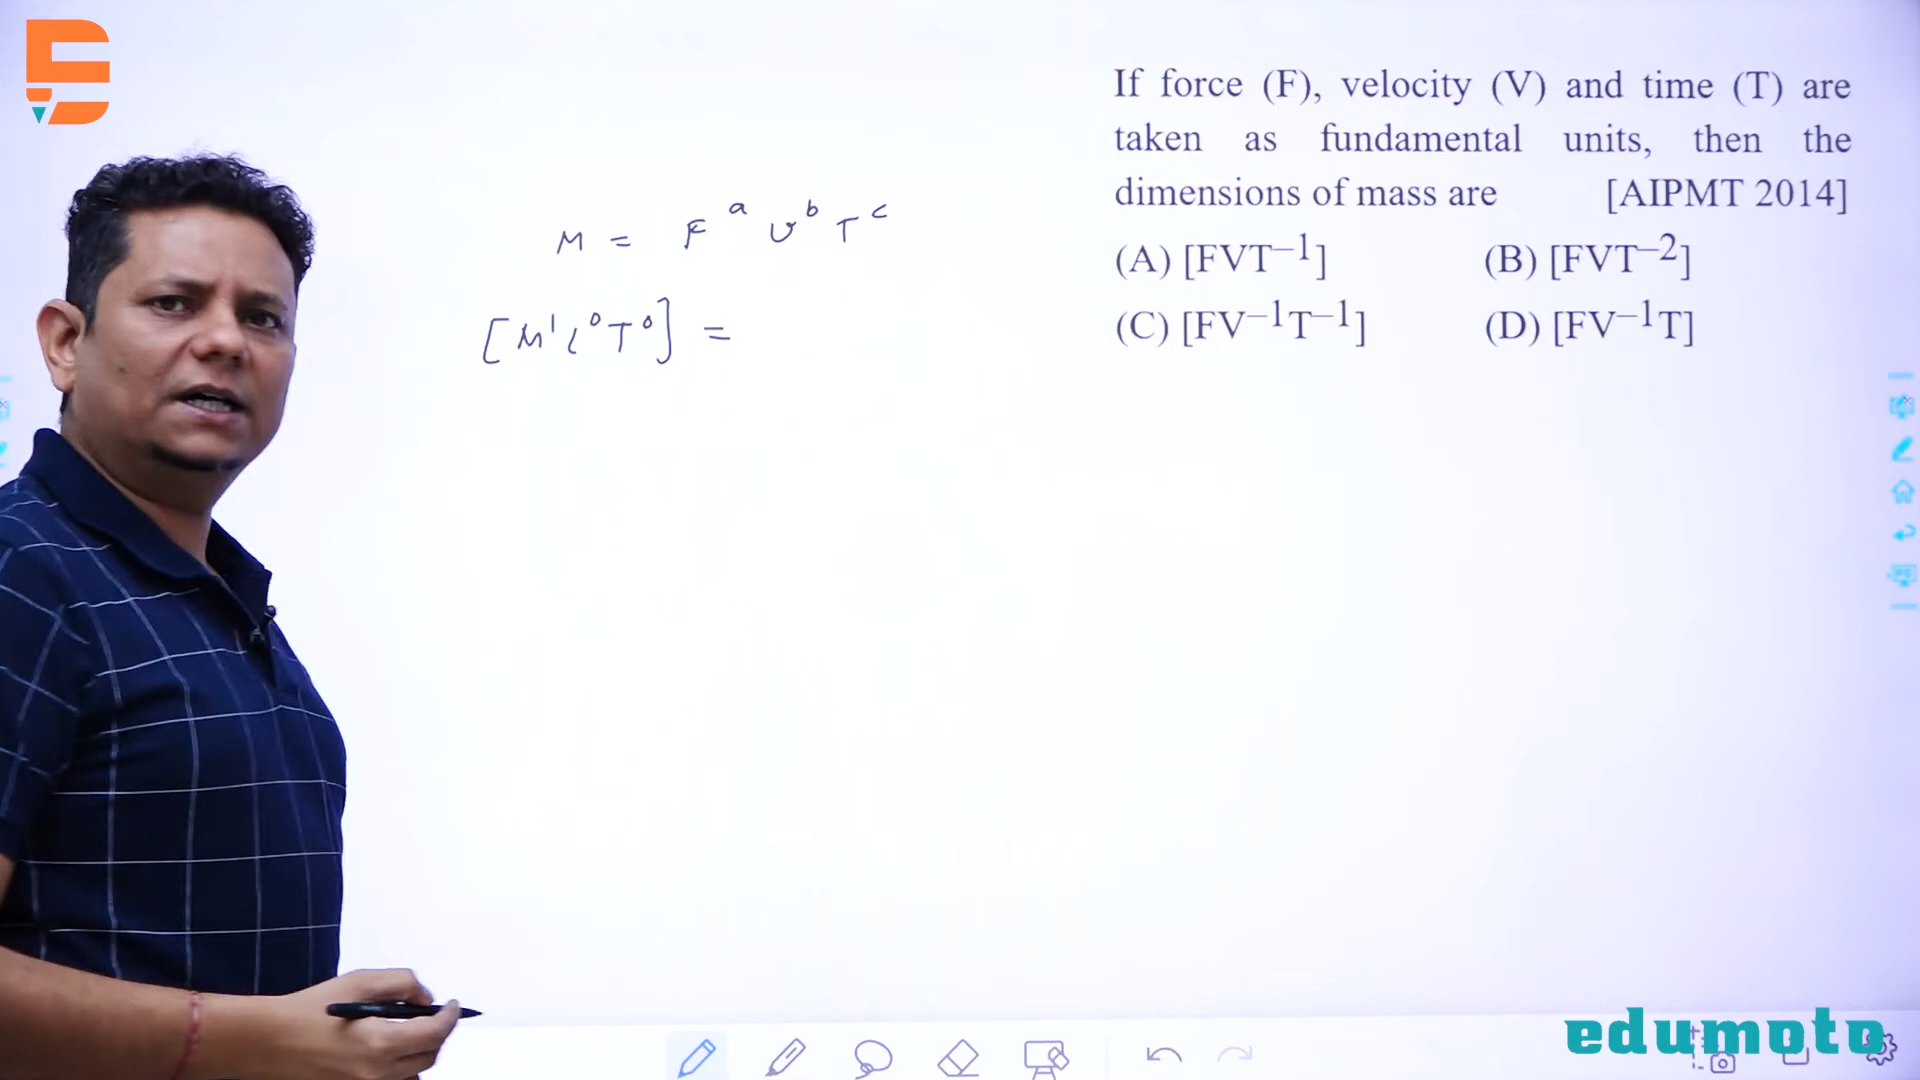 If force (F), velocity (V) and time (T) are
taken as fundamental units, then the
dimensions of mass are [AIPMT 2014]
(A) [FVT⁻¹] (B) [FVT⁻²]
(C) [FV⁻¹T⁻¹] (D) [FV⁻¹T]
M = F^a v^b T^c
[M¹L⁰T⁰] =
edumoto